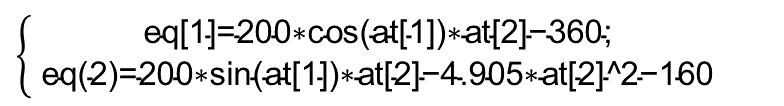 eq[1]=200*cos(at[1])*at[2]-360;
eq(2)=200*sin(at[1])*at[2]-4.905*at[2]^2-160